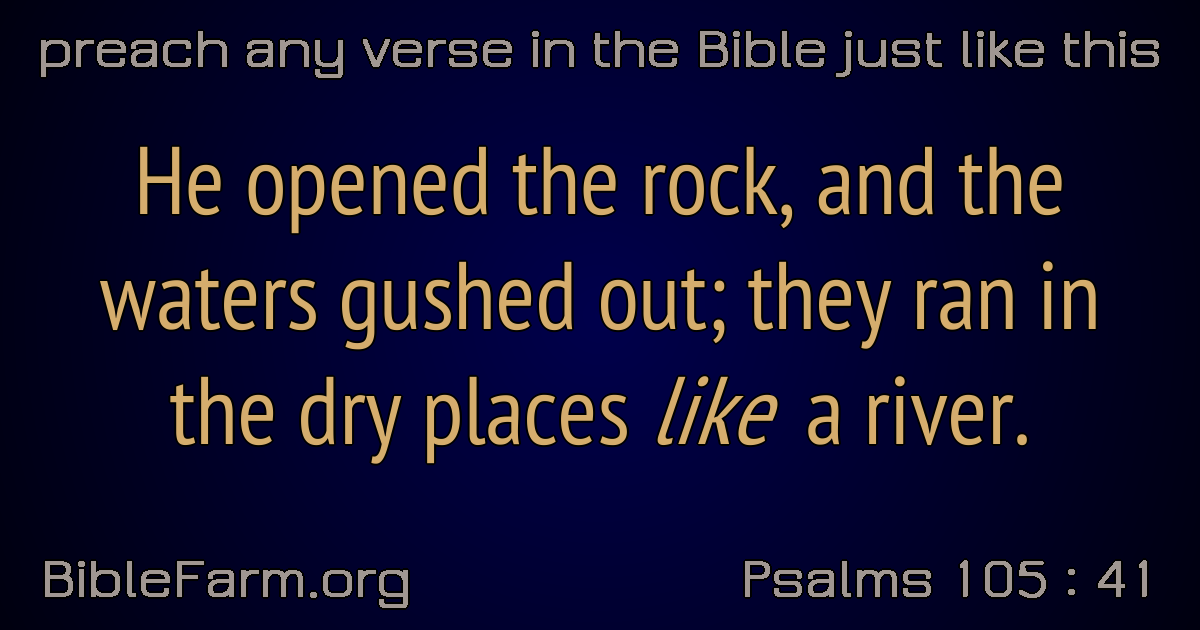 preach any verse in the Bible just like this
He opened the rock, and the
waters gushed out; they ran in
the dry places like a river.
BibleFarm.org
Psalms 105 : 41